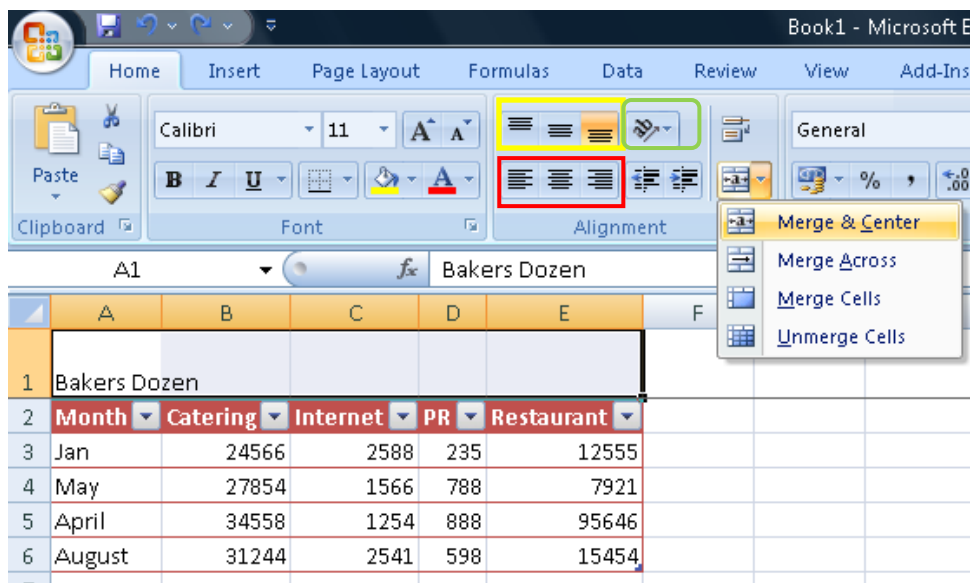 Book1 - Microsoft E
Home Insert Page Layout Formulas Data Review View Add-Ins
Paste
Calibri 11 A A
General
B I U A
% ,
.00
Clipboard Font Alignment
Merge & Center
Merge Across
Merge Cells
Unmerge Cells
A1 fx Bakers Dozen
A B C D E F
1 Bakers Dozen
2 Month Catering Internet PR Restaurant
3 Jan 24566 2588 235 12555
4 May 27854 1566 788 7921
5 April 34558 1254 888 95646
6 August 31244 2541 598 15454